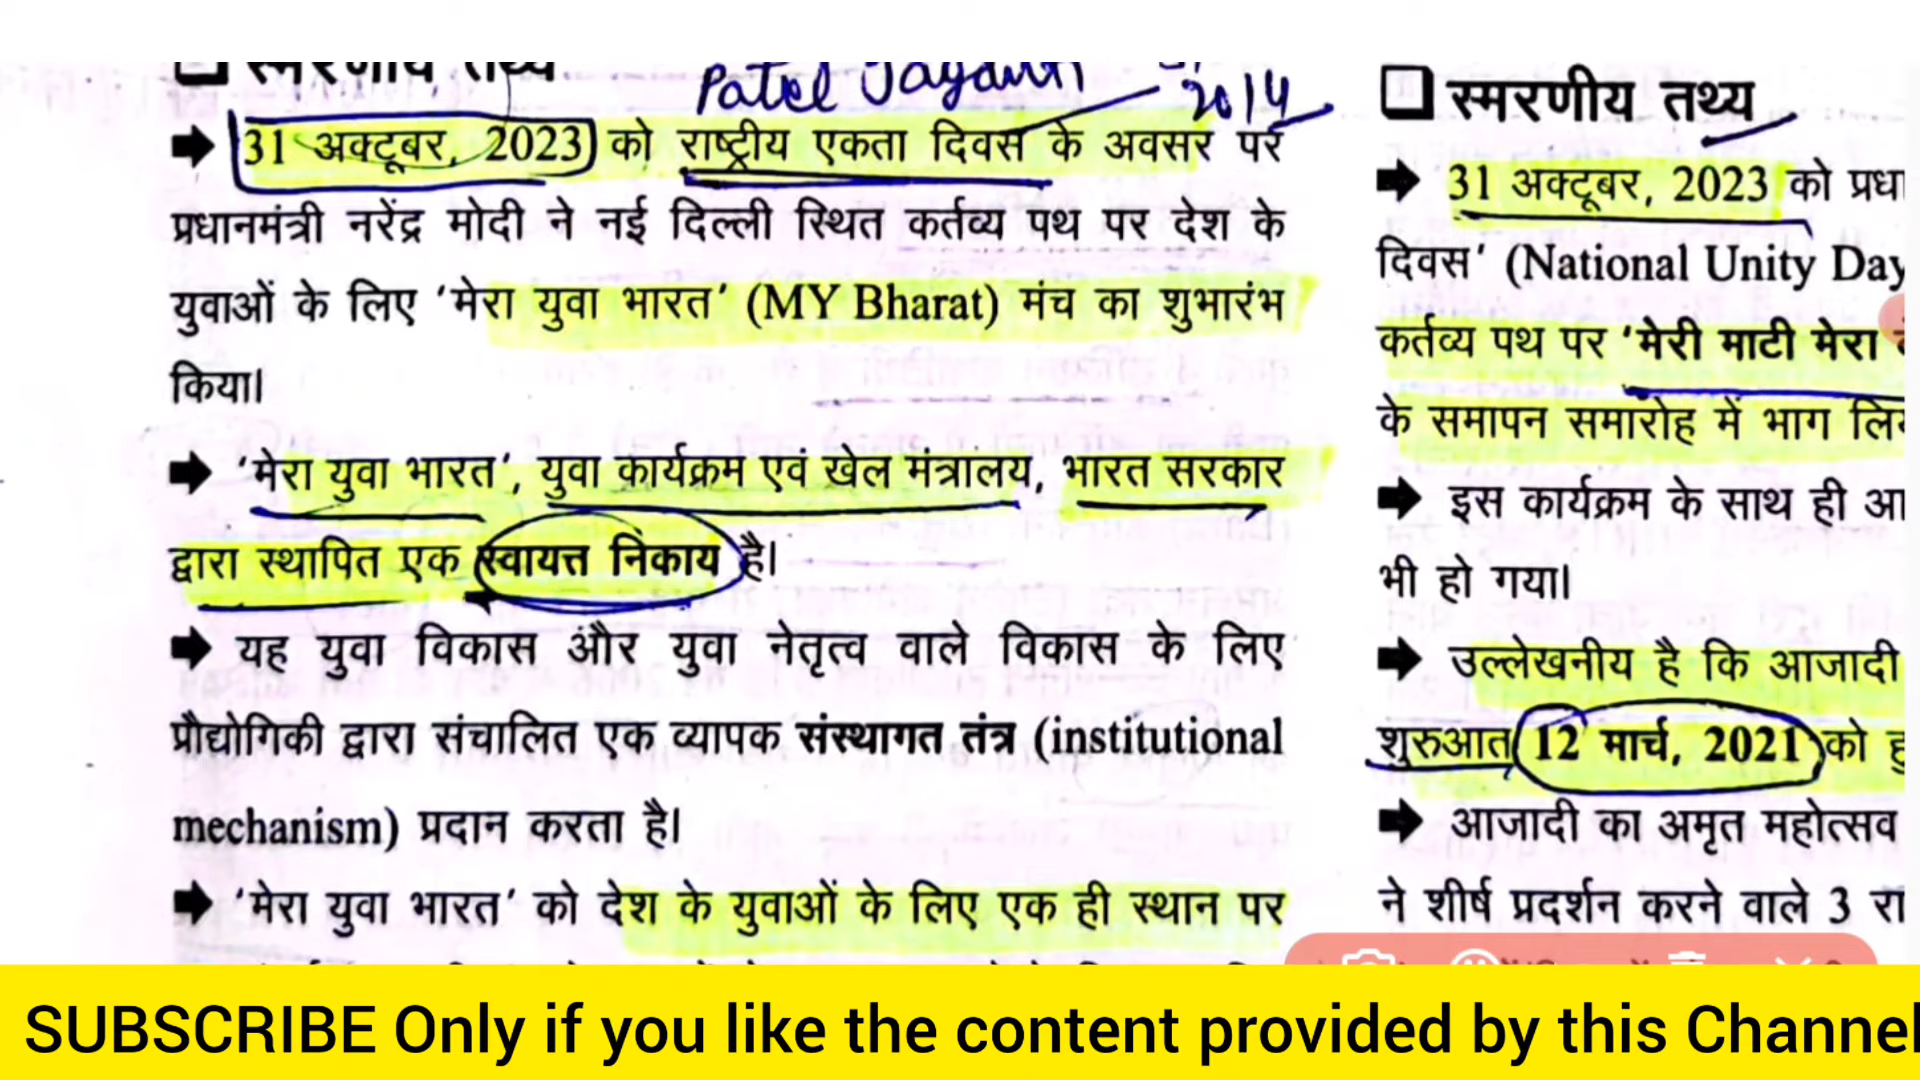 स्मरणीय तथ्य
Patel Jayanti
2014
➡ 31 अक्टूबर, 2023 को राष्ट्रीय एकता दिवस के अवसर पर
प्रधानमंत्री नरेंद्र मोदी ने नई दिल्ली स्थित कर्तव्य पथ पर देश के
युवाओं के लिए ‘मेरा युवा भारत’ (MY Bharat) मंच का शुभारंभ
किया।
➡ ‘मेरा युवा भारत’, युवा कार्यक्रम एवं खेल मंत्रालय, भारत सरकार
द्वारा स्थापित एक स्वायत्त निकाय है।
➡ यह युवा विकास और युवा नेतृत्व वाले विकास के लिए
प्रौद्योगिकी द्वारा संचालित एक व्यापक संस्थागत तंत्र (institutional
mechanism) प्रदान करता है।
➡ ‘मेरा युवा भारत’ को देश के युवाओं के लिए एक ही स्थान पर
❑ स्मरणीय तथ्य
➡ 31 अक्टूबर, 2023 को
दिवस’ (National Unity Day
कर्तव्य पथ पर ‘मेरी माटी मेरा
के समापन समारोह में भाग
➡ इस कार्यक्रम के साथ ही
भी हो गया।
➡ उल्लेखनीय है कि आजादी
शुरुआत 12 मार्च, 2021 को
➡ आजादी का अमृत महोत्सव
ने शीर्ष प्रदर्शन करने वाले 3
SUBSCRIBE Only if you like the content provided by this Channel